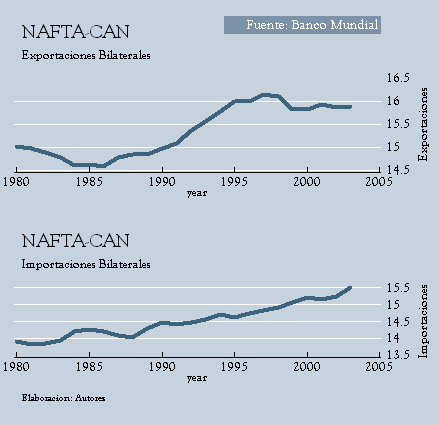 NAFTA-CAN
Fuente: Banco Mundial
Exportaciones Bilaterales
16.5
16
15.5
15
14.5
Exportaciones
1980 1985 1990 1995 2000 2005
year
NAFTA-CAN
Importaciones Bilaterales
15.5
15
14.5
14
13.5
Importaciones
1980 1985 1990 1995 2000 2005
year
Elaboracion: Autores